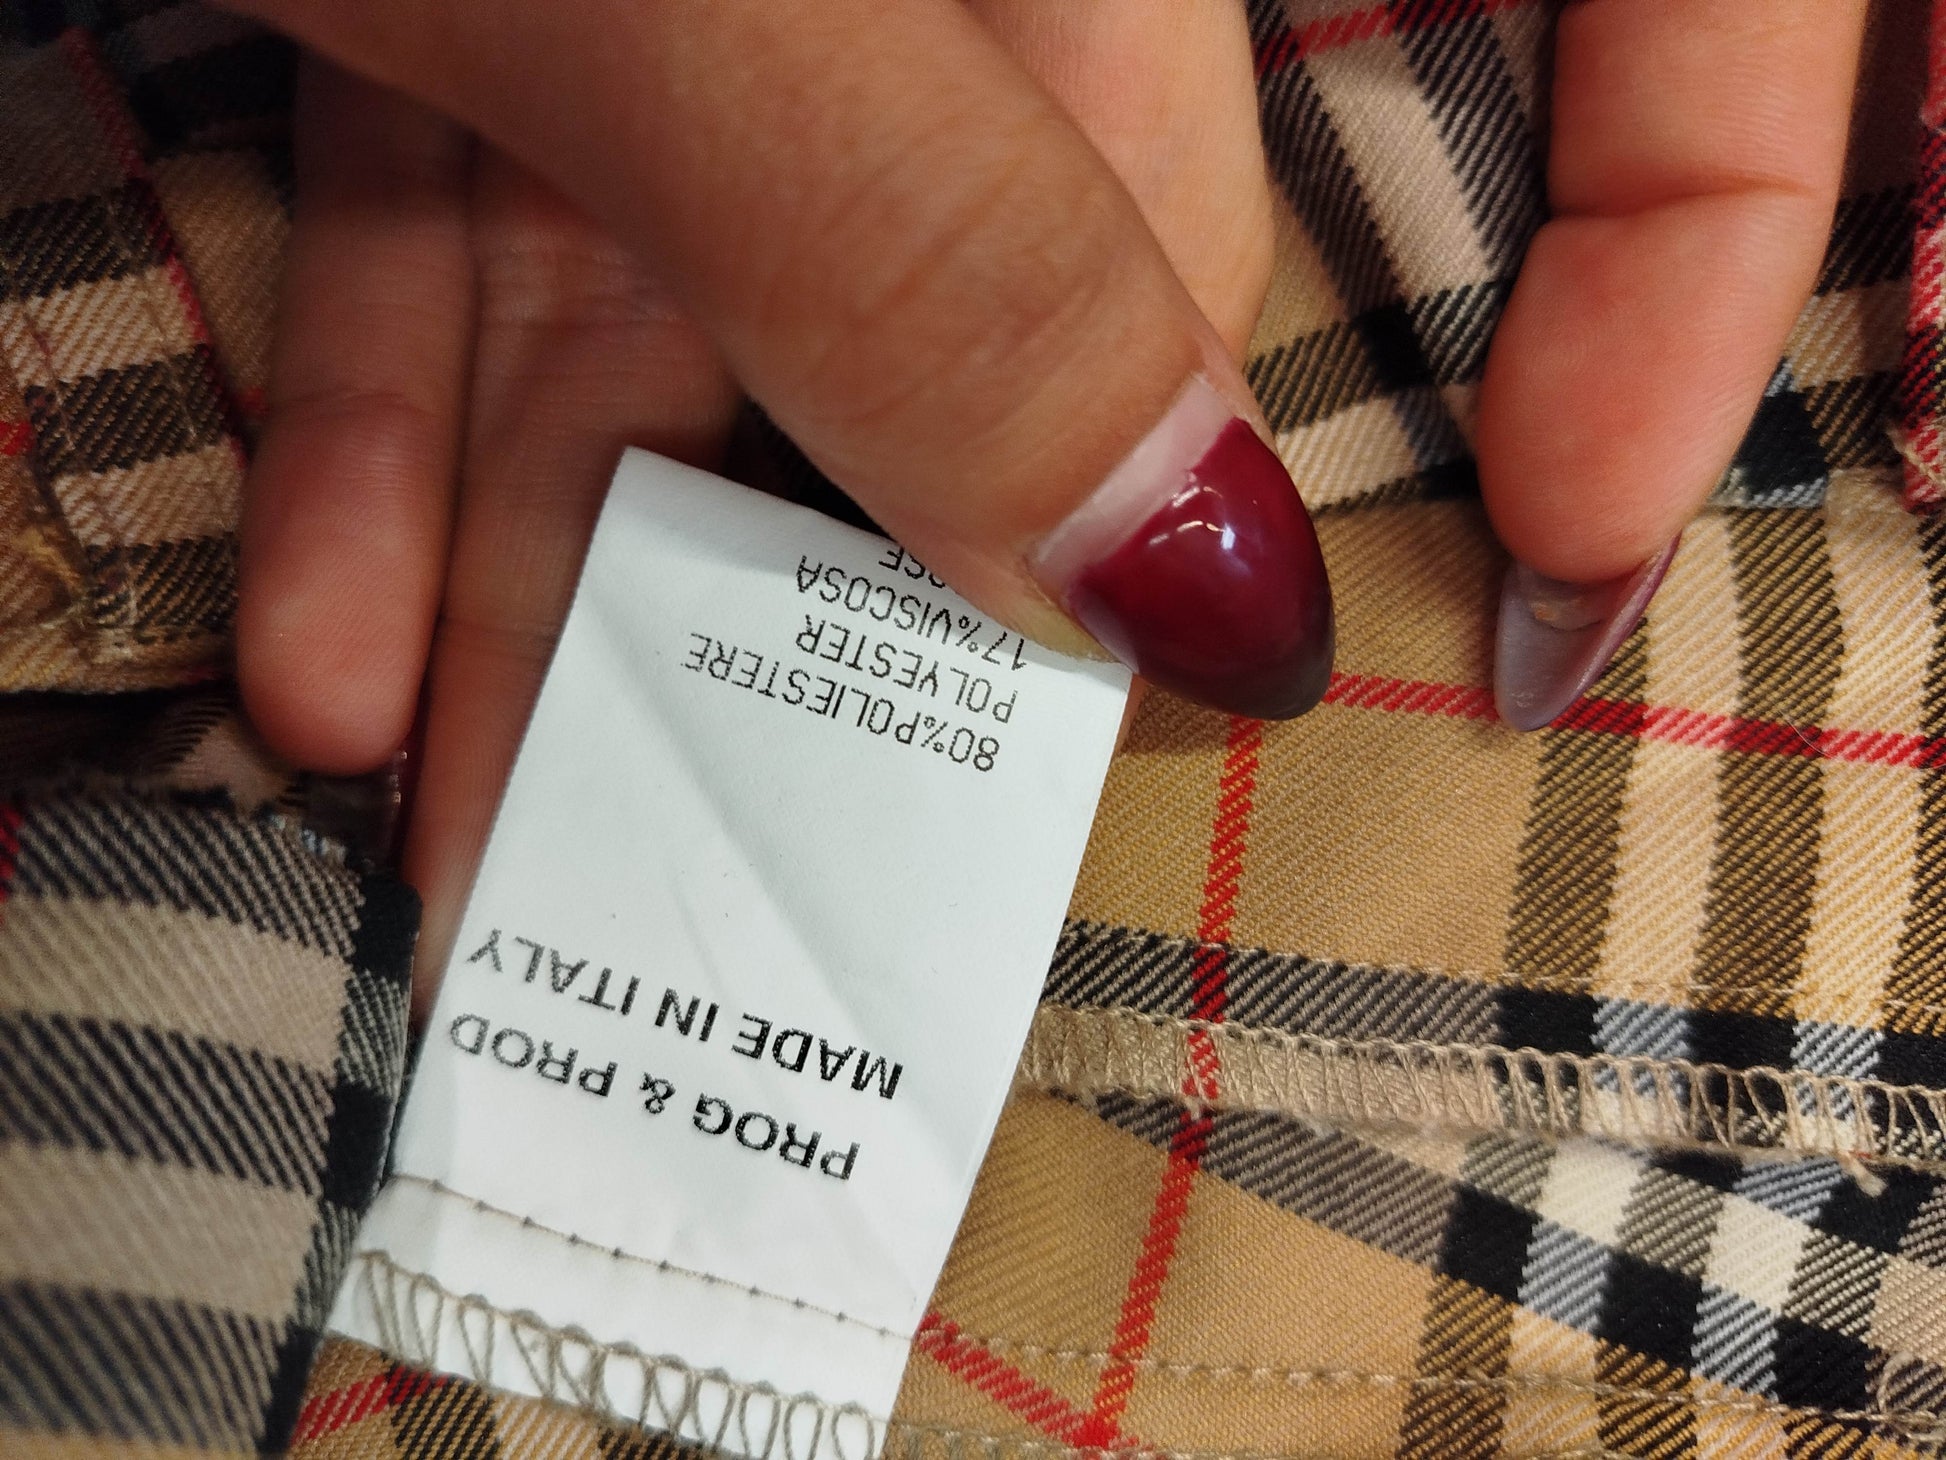 PROG & PROD
MADE IN ITALY
80%POLIESTERE
POLYESTER
17%VISCOSA